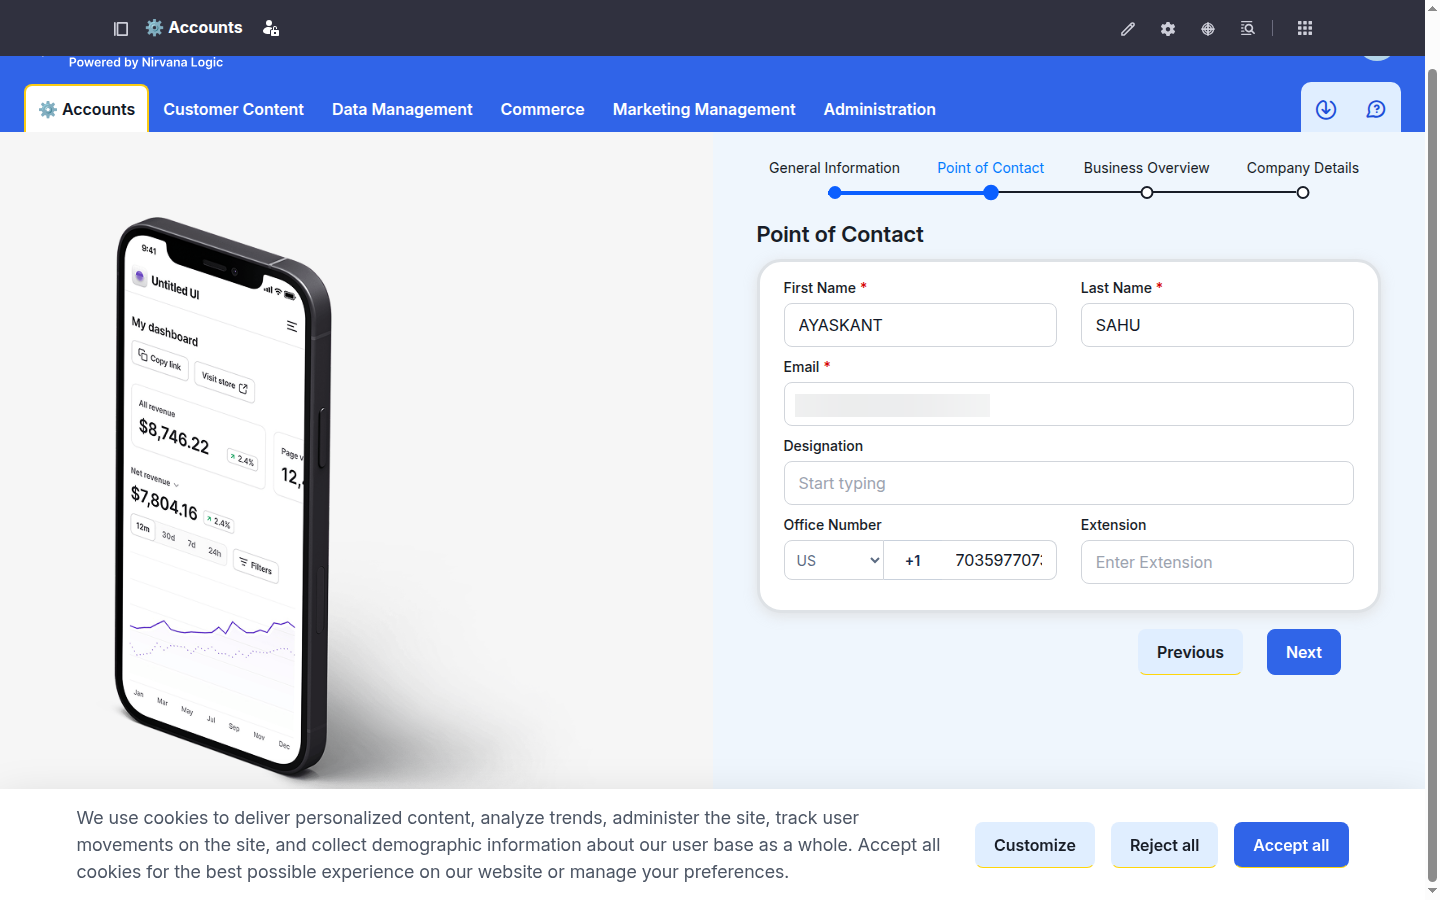 Accounts
Powered by Nirvana Logic
Accounts
Customer Content
Data Management
Commerce
Marketing Management
Administration
9:41
Untitled UI
My dashboard
Copy link
Visit store
All revenue
$8,746.22
2.4%
Page v
12,
Net revenue
$7,804.16
2.4%
12m
30d
7d
24h
Filters
Jan
Mar
May
Jul
Sep
Nov
Dec
General Information
Point of Contact
Business Overview
Company Details
Point of Contact
First Name *
Last Name *
AYASKANT
SAHU
Email *
Designation
Start typing
Office Number
Extension
US
+1
703597707
Enter Extension
Previous
Next
We use cookies to deliver personalized content, analyze trends, administer the site, track user
movements on the site, and collect demographic information about our user base as a whole. Accept all
cookies for the best possible experience on our website or manage your preferences.
Customize
Reject all
Accept all